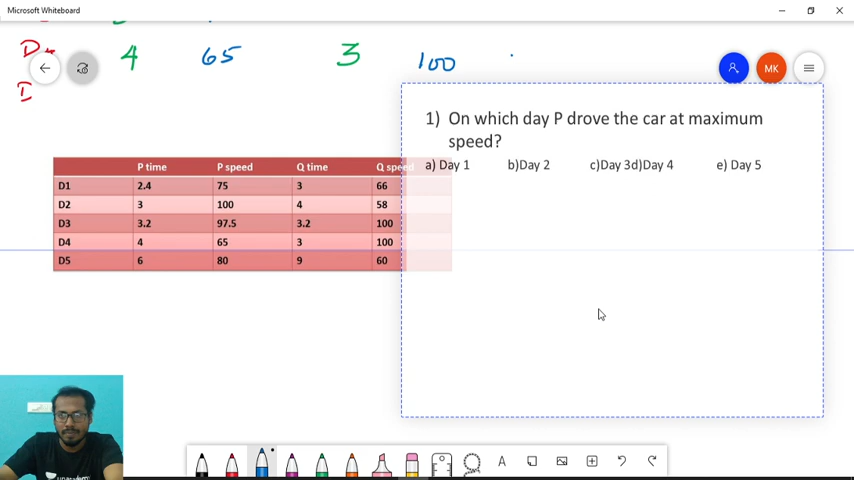 Microsoft Whiteboard
4 65 3 100
MK
1) On which day P drove the car at maximum
speed?
a) Day 1 b)Day 2 c)Day 3d)Day 4 e) Day 5
P time P speed Q time Q speed
D1 2.4 75 3 66
D2 3 100 4 58
D3 3.2 97.5 3.2 100
D4 4 65 3 100
D5 6 80 9 60